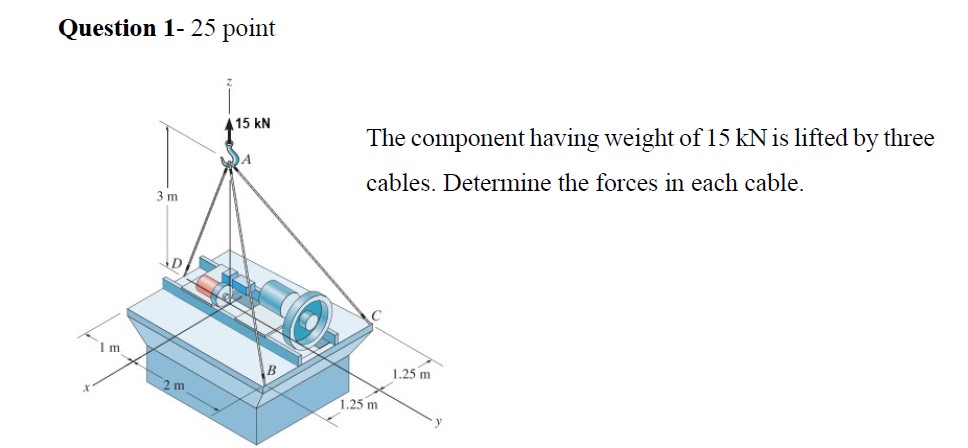 Question 1- 25 point
z
15 kN
A
The component having weight of 15 kN is lifted by three
cables. Determine the forces in each cable.
3 m
D
C
1 m
B
1.25 m
x
2 m
1.25 m
y